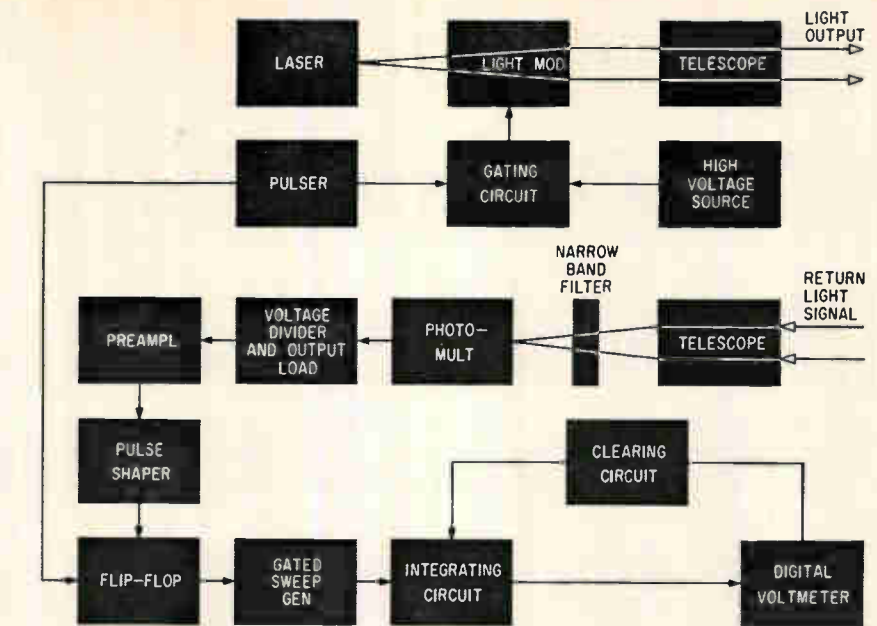 LIGHT
OUTPUT
LASER
LIGHT MOD
TELESCOPE
PULSER
GATING
CIRCUIT
HIGH
VOLTAGE
SOURCE
NARROW
BAND
FILTER
RETURN
LIGHT
SIGNAL
PREAMPL
VOLTAGE
DIVIDER
AND OUTPUT
LOAD
PHOTO-
MULT
TELESCOPE
PULSE
SHAPER
CLEARING
CIRCUIT
FLIP-FLOP
GATED
SWEEP
GEN
INTEGRATING
CIRCUIT
DIGITAL
VOLTMETER